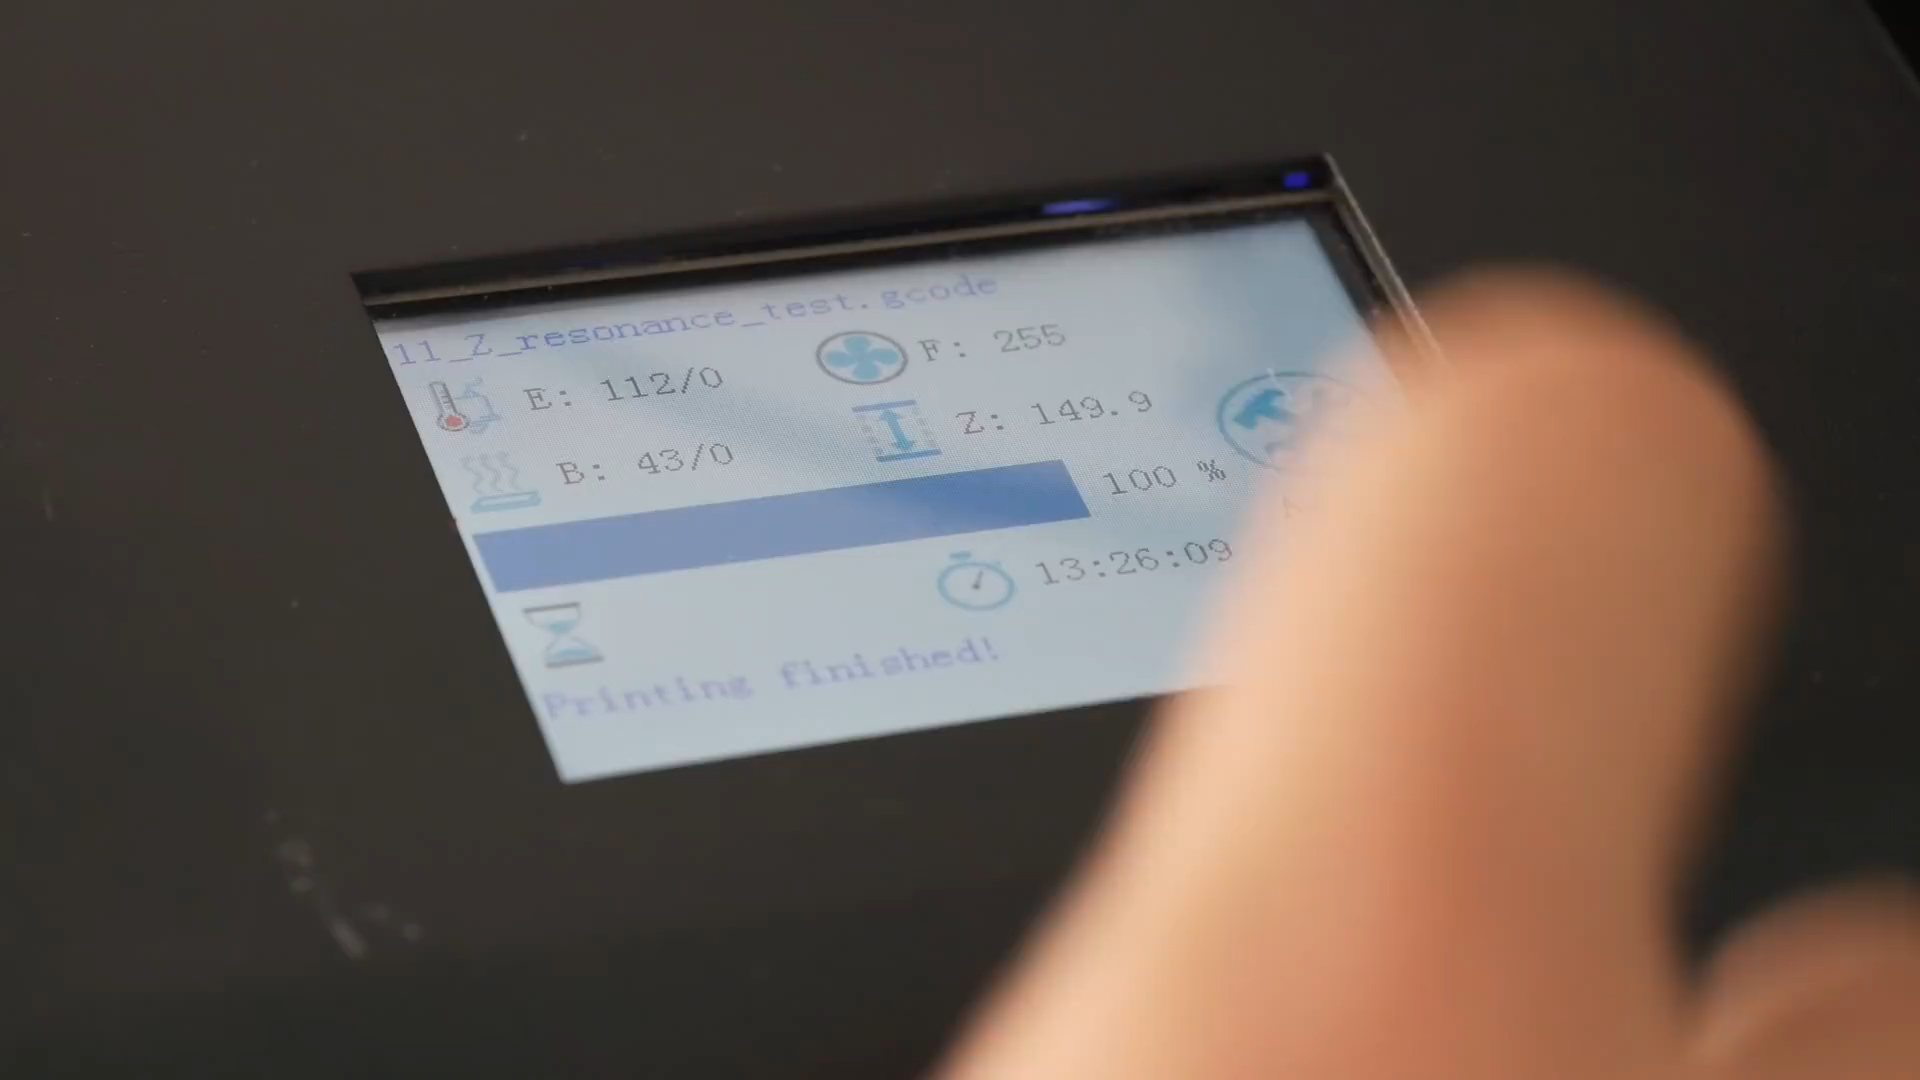 11_Z_resonance_test.gcode
E: 112/0
F: 255
B: 43/0
Z: 149.9
100 %
13:26:09
Printing finished!